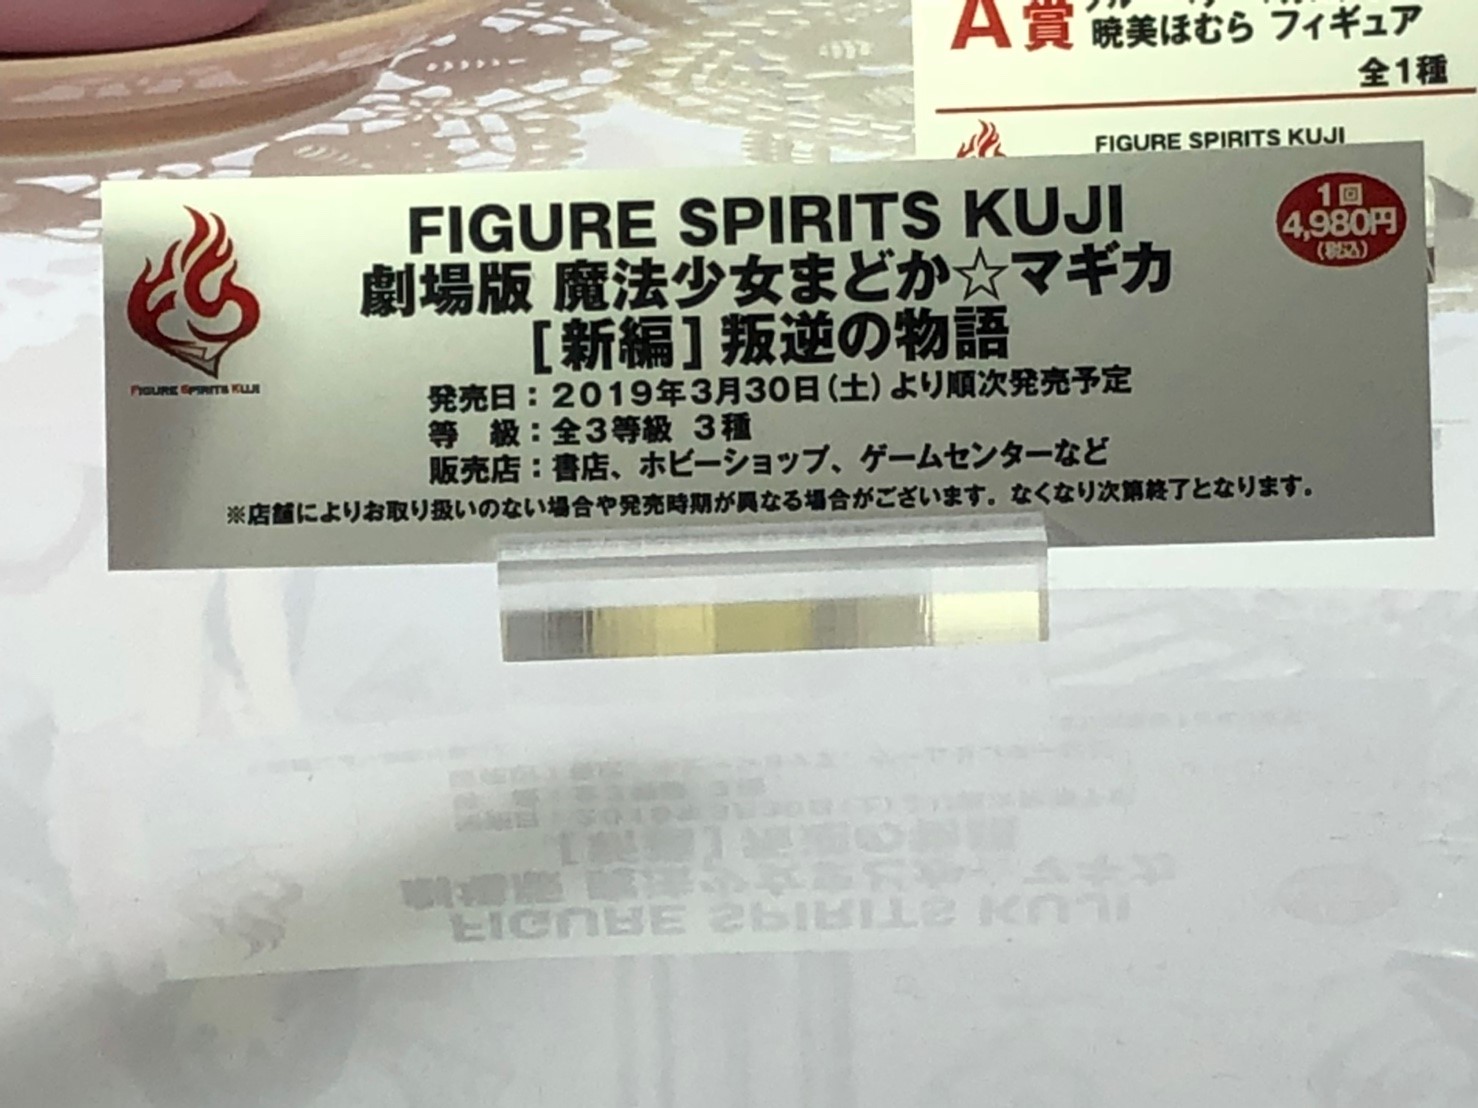 A賞
暁美ほむら フィギュア
全1種
FIGURE SPIRITS KUJI
FIGURE SPIRITS KUJI
FIGURE SPIRITS KUJI
劇場版 魔法少女まどか☆マギカ
[新編] 叛逆の物語
1回
4,980円
(税込)
発売日：2019年3月30日(土)より順次発売予定
等　級：全3等級 3種
販売店：書店、ホビーショップ、ゲームセンターなど
※店舗によりお取り扱いのない場合や発売時期が異なる場合がございます。なくなり次第終了となります。